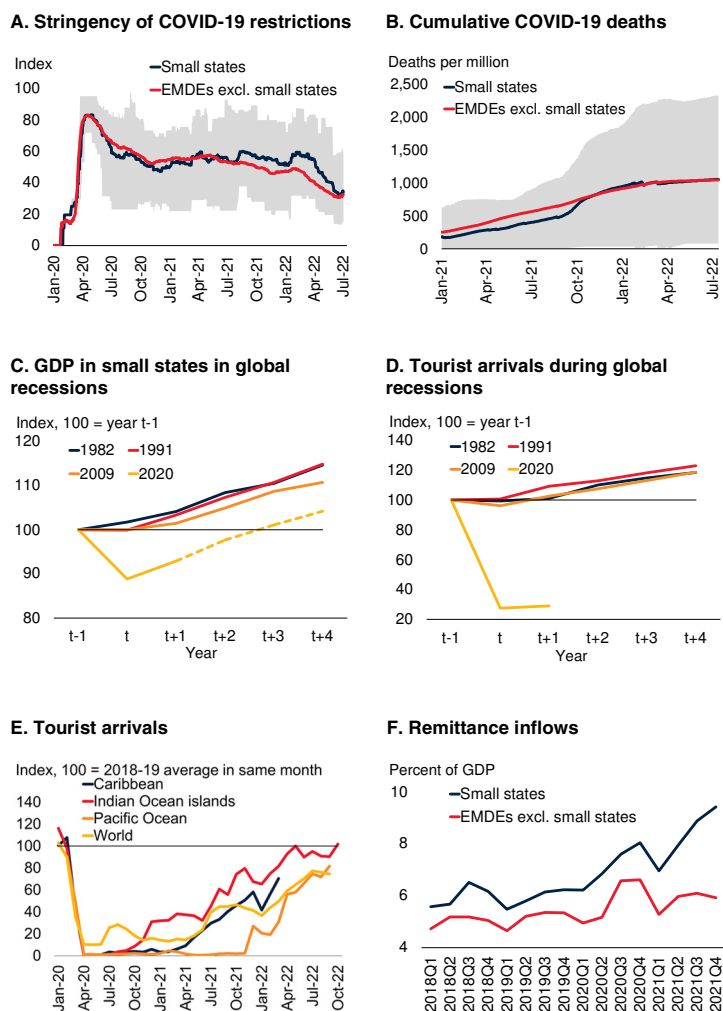 A. Stringency of COVID-19 restrictions
Index
Small states
EMDEs excl. small states
100
80
60
40
20
0
Jan-20
Apr-20
Jul-20
Oct-20
Jan-21
Apr-21
Jul-21
Oct-21
Jan-22
Apr-22
Jul-22
B. Cumulative COVID-19 deaths
Deaths per million
Small states
EMDEs excl. small states
2,500
2,000
1,500
1,000
500
0
Jan-21
Apr-21
Jul-21
Oct-21
Jan-22
Apr-22
Jul-22
C. GDP in small states in global
recessions
Index, 100 = year t-1
1982 1991
2009 2020
120
110
100
90
80
t-1 t t+1 t+2 t+3 t+4
Year
D. Tourist arrivals during global
recessions
Index, 100 = year t-1
1982 1991
2009 2020
140
120
100
80
60
40
20
t-1 t t+1 t+2 t+3 t+4
Year
E. Tourist arrivals
Index, 100 = 2018-19 average in same month
Caribbean
Indian Ocean islands
Pacific Ocean
World
140
120
100
80
60
40
20
0
Jan-20
Apr-20
Jul-20
Oct-20
Jan-21
Apr-21
Jul-21
Oct-21
Jan-22
Apr-22
Jul-22
Oct-22
F. Remittance inflows
Percent of GDP
Small states
EMDEs excl. small states
10
8
6
4
2018Q1
2018Q2
2018Q3
2018Q4
2019Q1
2019Q2
2019Q3
2019Q4
2020Q1
2020Q2
2020Q3
2020Q4
2021Q1
2021Q2
2021Q3
2021Q4